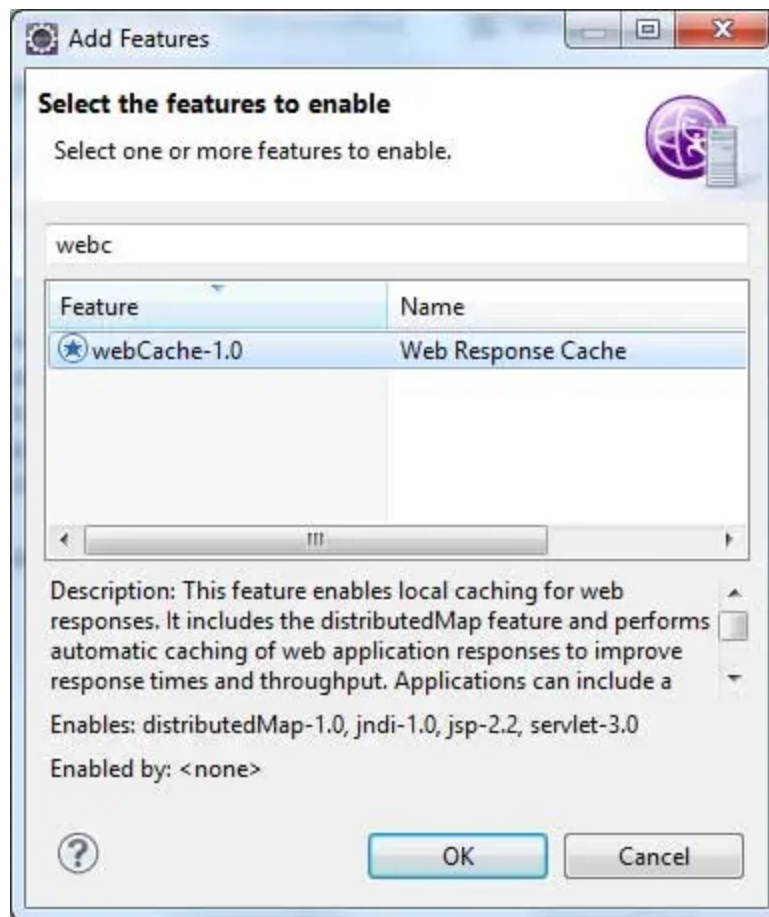 Add Features
Select the features to enable
Select one or more features to enable.
webc
Feature Name
webCache-1.0 Web Response Cache
Description: This feature enables local caching for web
responses. It includes the distributedMap feature and performs
automatic caching of web application responses to improve
response times and throughput. Applications can include a
Enables: distributedMap-1.0, jndi-1.0, jsp-2.2, servlet-3.0
Enabled by: <none>
OK Cancel